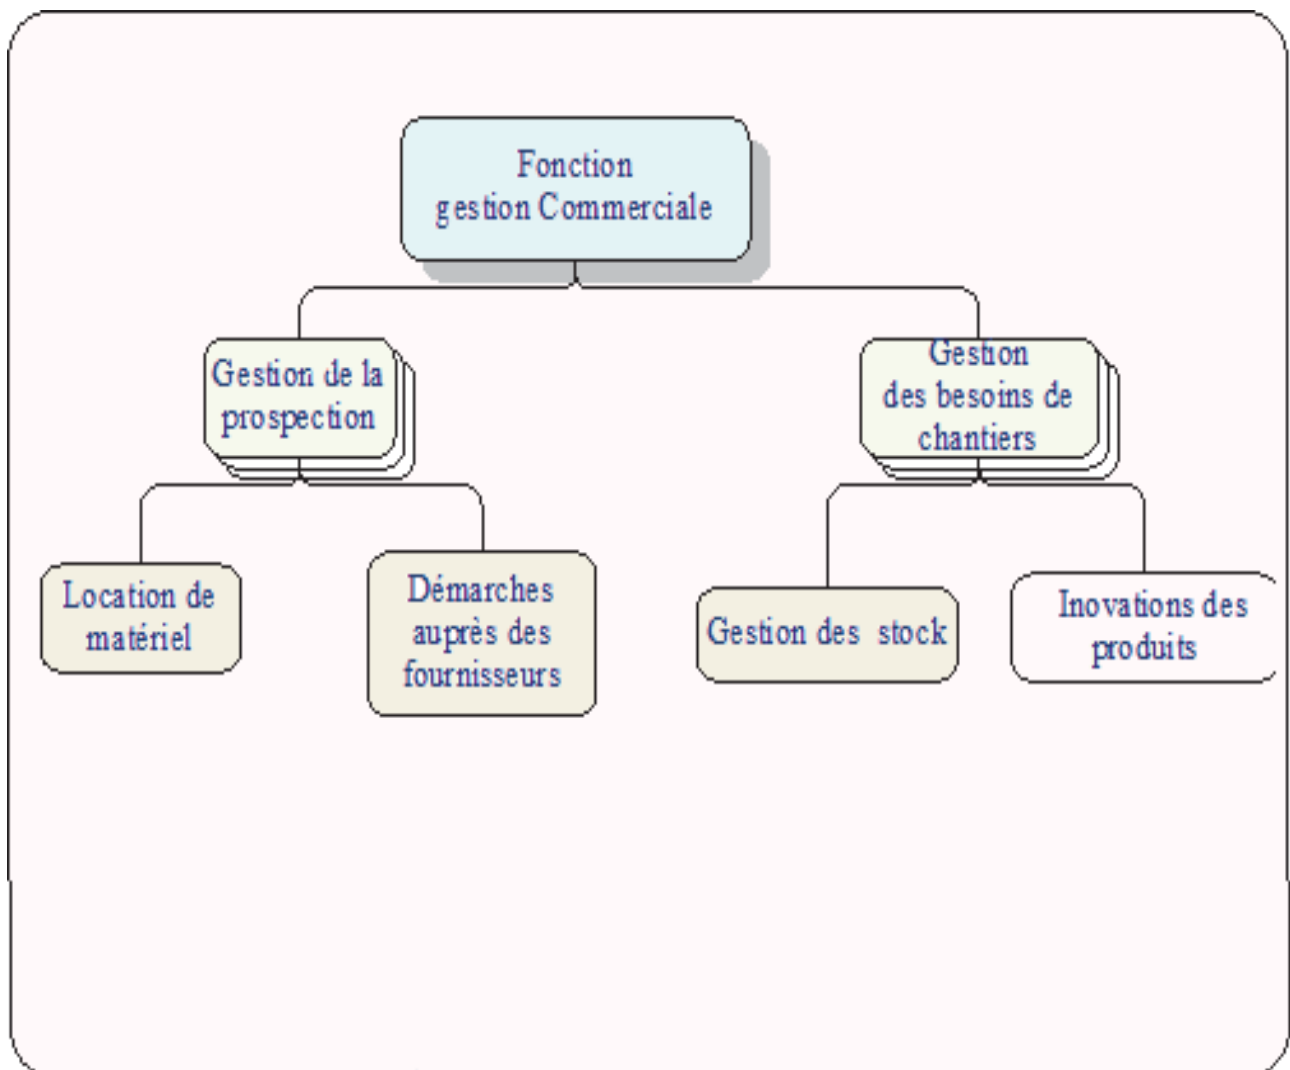 Fonction
gestion Commerciale
Gestion de la
prospection
Gestion
des besoins de
chantiers
Location de
matériel
Démarches
auprès des
fournisseurs
Gestion des  stock
Inovations des
produits